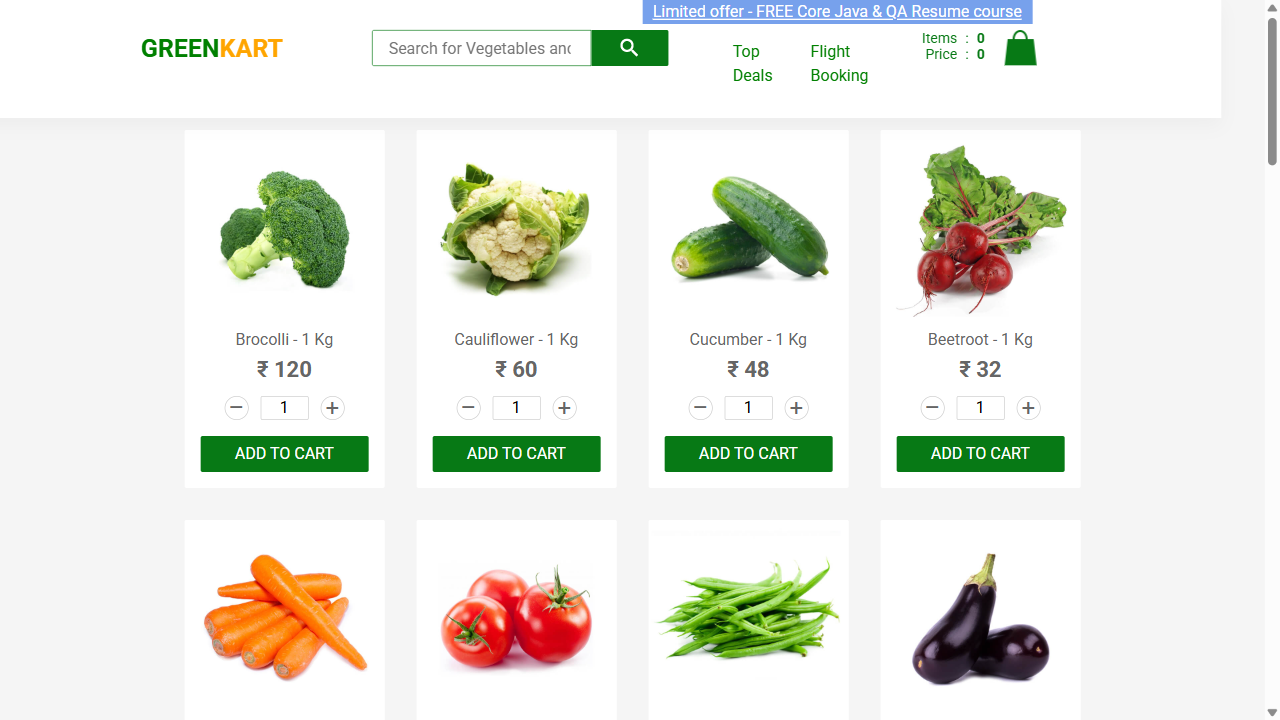 Limited offer - FREE Core Java & QA Resume course
GREENKART
Search for Vegetables and
Top Deals
Flight Booking
Items : 0
Price : 0
Brocolli - 1 Kg
₹ 120
− 1 +
ADD TO CART
Cauliflower - 1 Kg
₹ 60
− 1 +
ADD TO CART
Cucumber - 1 Kg
₹ 48
− 1 +
ADD TO CART
Beetroot - 1 Kg
₹ 32
− 1 +
ADD TO CART